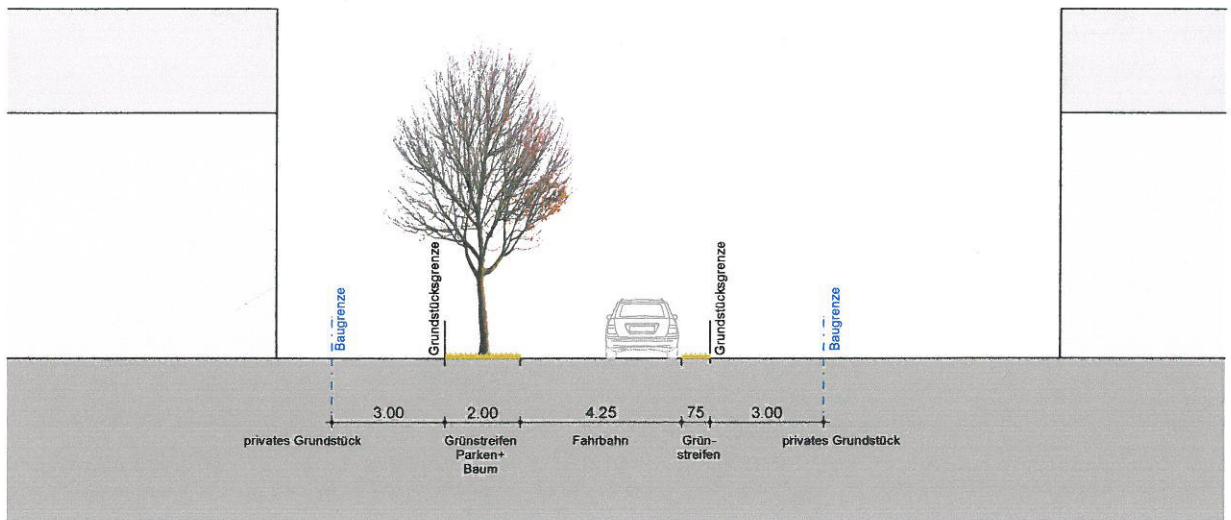 Baugrenze
Grundstücksgrenze
Grundstücksgrenze
Baugrenze
3.00 2.00 4.25 75 3.00
privates Grundstück
Grünstreifen
Parken+
Baum
Fahrbahn
Grün-
streifen
privates Grundstück